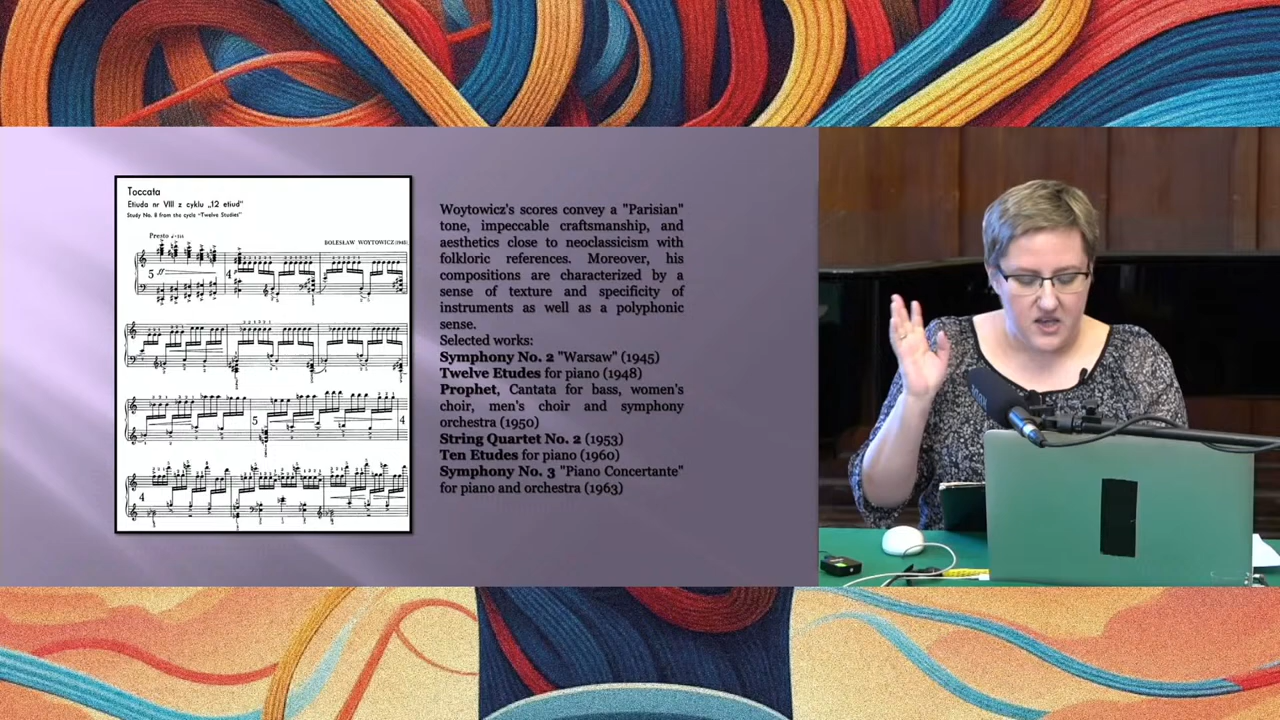 Toccata
Etiuda nr VIII z cyklu „12 etiud"
Study No. 8 from the cycle "Twelve Studies"
Presto
BOLESŁAW WOYTOWICZ (1948)
Woytowicz's scores convey a "Parisian"
tone, impeccable craftsmanship, and
aesthetics close to neoclassicism with
folkloric references. Moreover, his
compositions are characterized by a
sense of texture and specificity of
instruments as well as a polyphonic
sense.
Selected works:
Symphony No. 2 "Warsaw" (1945)
Twelve Etudes for piano (1948)
Prophet, Cantata for bass, women's
choir, men's choir and symphony
orchestra (1950)
String Quartet No. 2 (1953)
Ten Etudes for piano (1960)
Symphony No. 3 "Piano Concertante"
for piano and orchestra (1963)